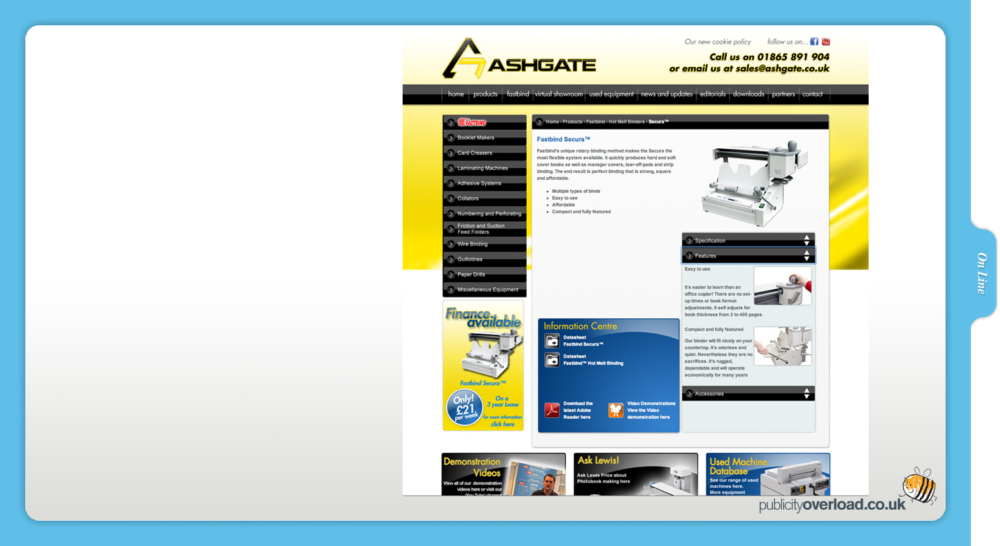 Our new cookie policy
follow us on...
ASHGATE
Call us on 01865 891 904
or email us at sales@ashgate.co.uk
home
products
fastbind
virtual showroom
used equipment
news and updates
editorials
downloads
partners
contact
FASTBIND
Booklet Makers
Card Creasers
Laminating Machines
Adhesive Systems
Collators
Numbering and Perforating
Friction and Suction
Feed Folders
Wire Binding
Guillotines
Paper Drills
Miscellaneous Equipment
Finance
available
Fastbind Secura™
Only!
£21
per week
On a
3 year Lease
for more information
click here
Home - Products - Fastbind - Hot Melt Binders - Secura™
Fastbind Secura™
Fastbind's unique rotary binding method makes the Secura the
most flexible system available. It quickly produces hard and soft
cover books as well as manager covers, tear-off pads and strip
binding. The end result is perfect binding that is strong, square
and affordable.
Multiple types of binds
Easy to use
Affordable
Compact and fully featured
Specification
Features
Easy to use
It's easier to learn than an
office copier! There are no set-
up times or book format
adjustments. It self adjusts for
book thickness from 2 to 400 pages.
Compact and fully featured
Our binder will fit nicely on your
countertop. It's odorless and
quiet. Nevertheless they are no
sacrifices. It's rugged,
dependable and will operate
economically for many years
Accessories
Information Centre
Datasheet
Fastbind Secura™
Datasheet
Fastbind™ Hot Melt Binding
Download the
latest Adobe
Reader here
Video Demonstrations
View the Video
demonstration here
Demonstration
Videos
View all of our demonstration
videos here or visit our
'You Tube' channel
Ask Lewis!
Ask Lewis Price about
Photobook making here
Used Machine
Database
See our range of used
machines here.
More equipment
On Line
publicityoverload.co.uk